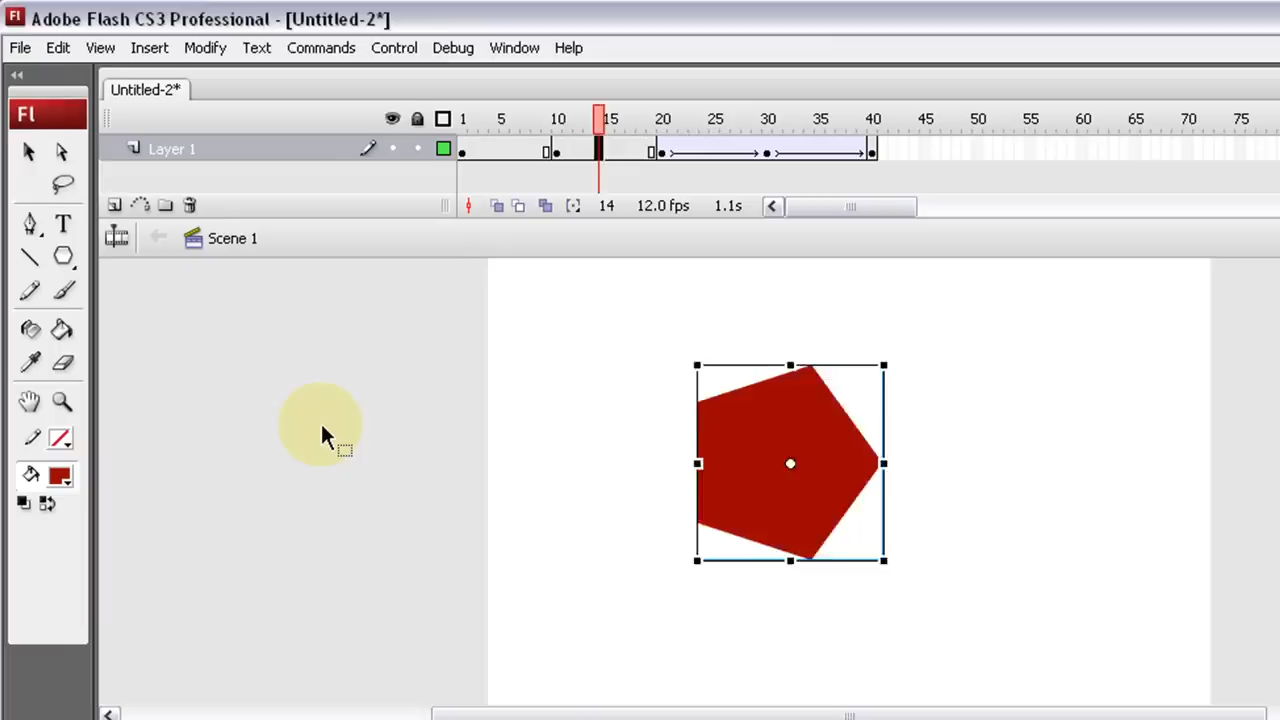 Fl Adobe Flash CS3 Professional - [Untitled-2*]
File Edit View Insert Modify Text Commands Control Debug Window Help
Untitled-2*
Fl
1 5 10 15 20 25 30 35 40 45 50 55 60 65 70 75
Layer 1
14 12.0 fps 1.1s
Scene 1